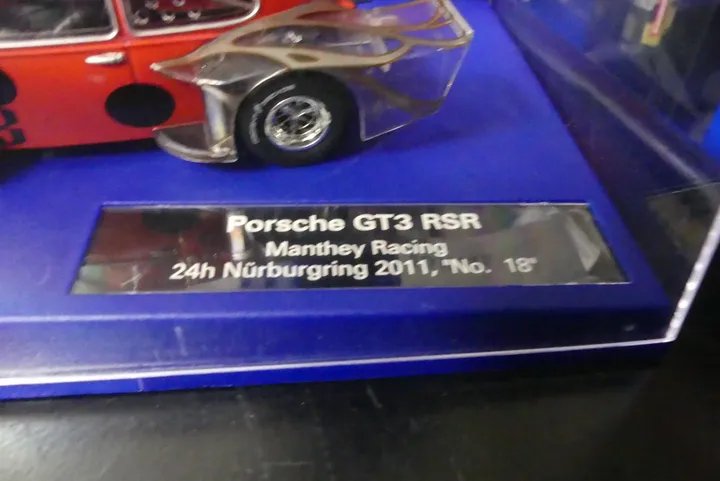 Porsche GT3 RSR
Manthey Racing
24h Nürburgring 2011, "No. 18"